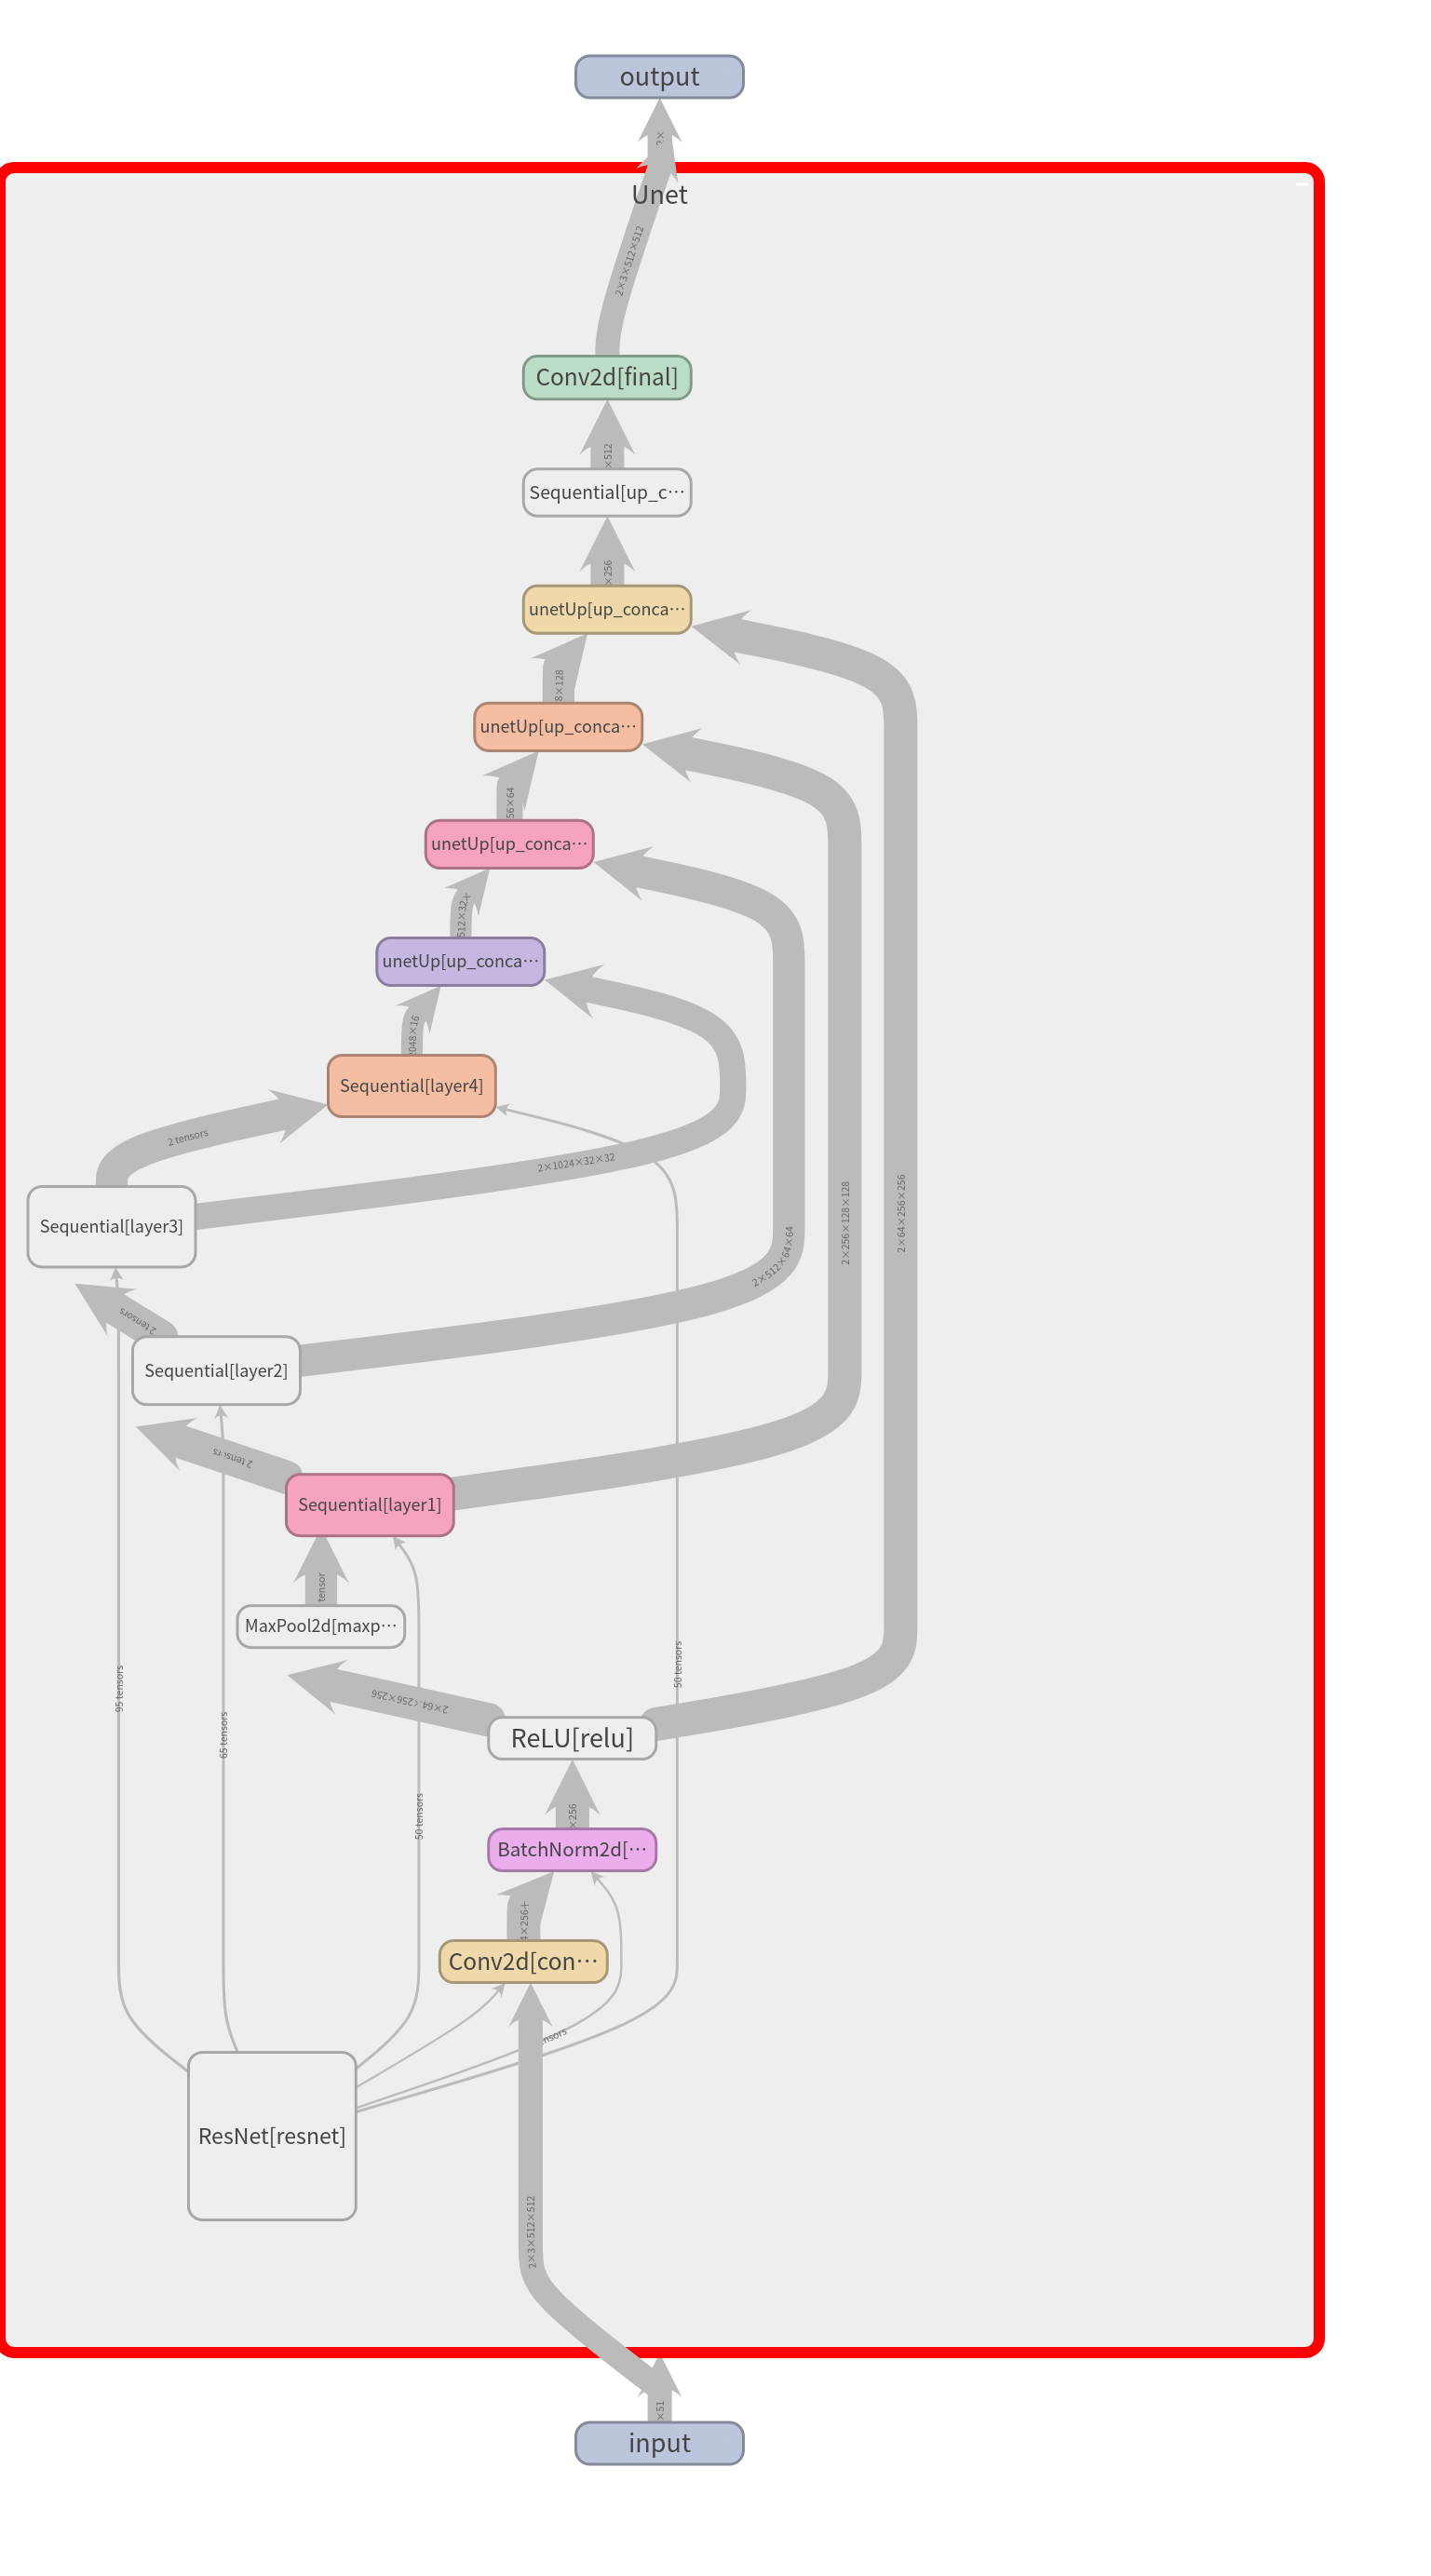 output
2×
Unet
2×3×512×512
Conv2d[final]
×512
Sequential[up_c···
×256
unetUp[up_conca···
8×128
unetUp[up_conca···
56×64
unetUp[up_conca···
512×32×
unetUp[up_conca···
2048×16
Sequential[layer4]
2 tensors
2×1024×32×32
Sequential[layer3]
2×256×128×128
2×64×256×256
2×512×64×64
2 tensors
Sequential[layer2]
2 tensors
Sequential[layer1]
tensor
MaxPool2d[maxp···
95 tensors
50 tensors
2×64×256×256
65 tensors
ReLU[relu]
50 tensors
×256
BatchNorm2d[···
4×256×
Conv2d[con···
nsors
ResNet[resnet]
2×3×512×512
×51
input